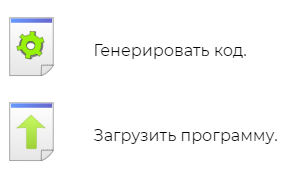 Генерировать код.
Загрузить программу.